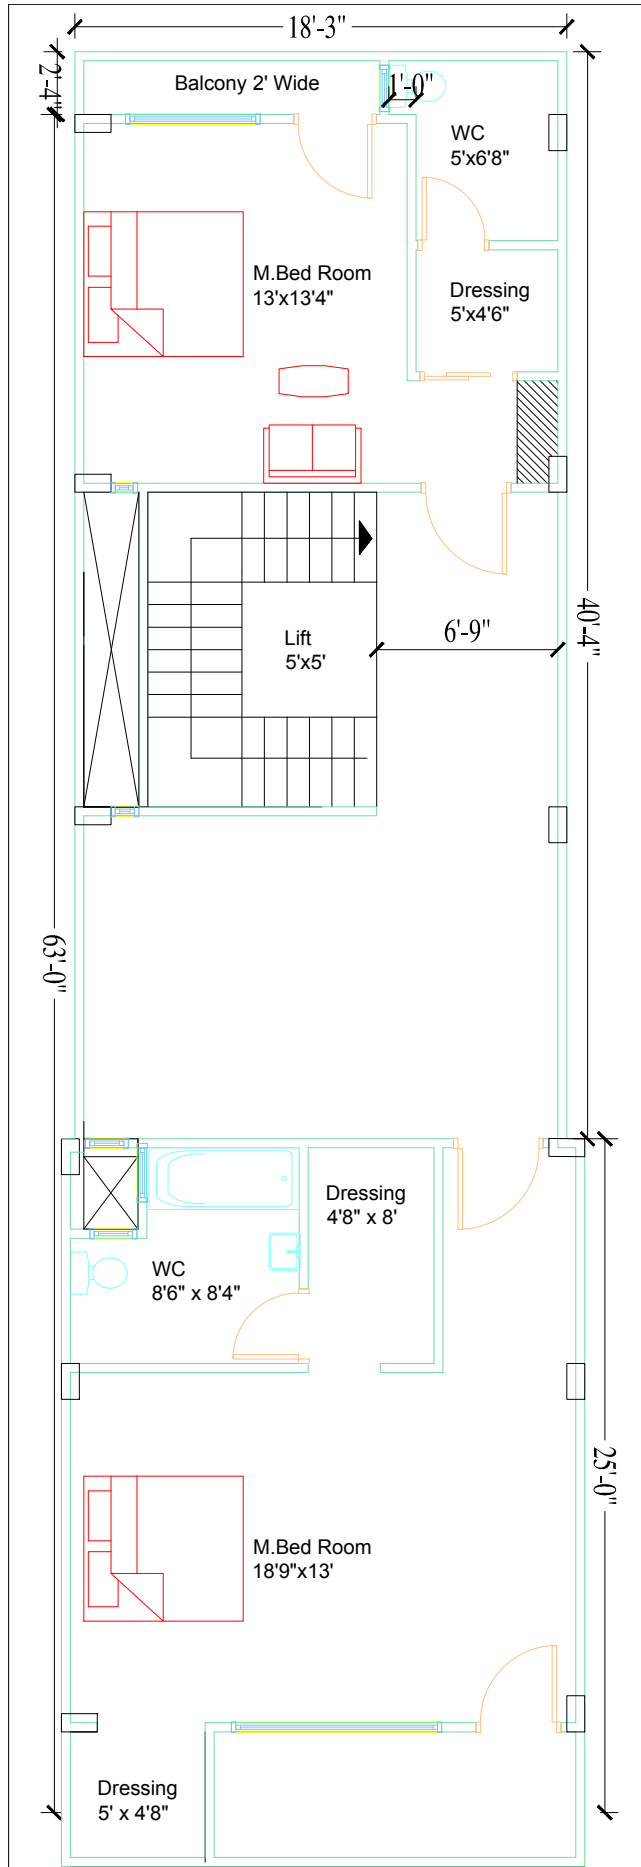 18'-3"
2'-4"
Balcony 2' Wide
1'-0"
WC
5'x6'8"
M.Bed Room
13'x13'4"
Dressing
5'x4'6"
40'-4"
Lift
5'x5'
6'-9"
63'-0"
Dressing
4'8" x 8'
WC
8'6" x 8'4"
25'-0"
M.Bed Room
18'9"x13'
Dressing
5' x 4'8"